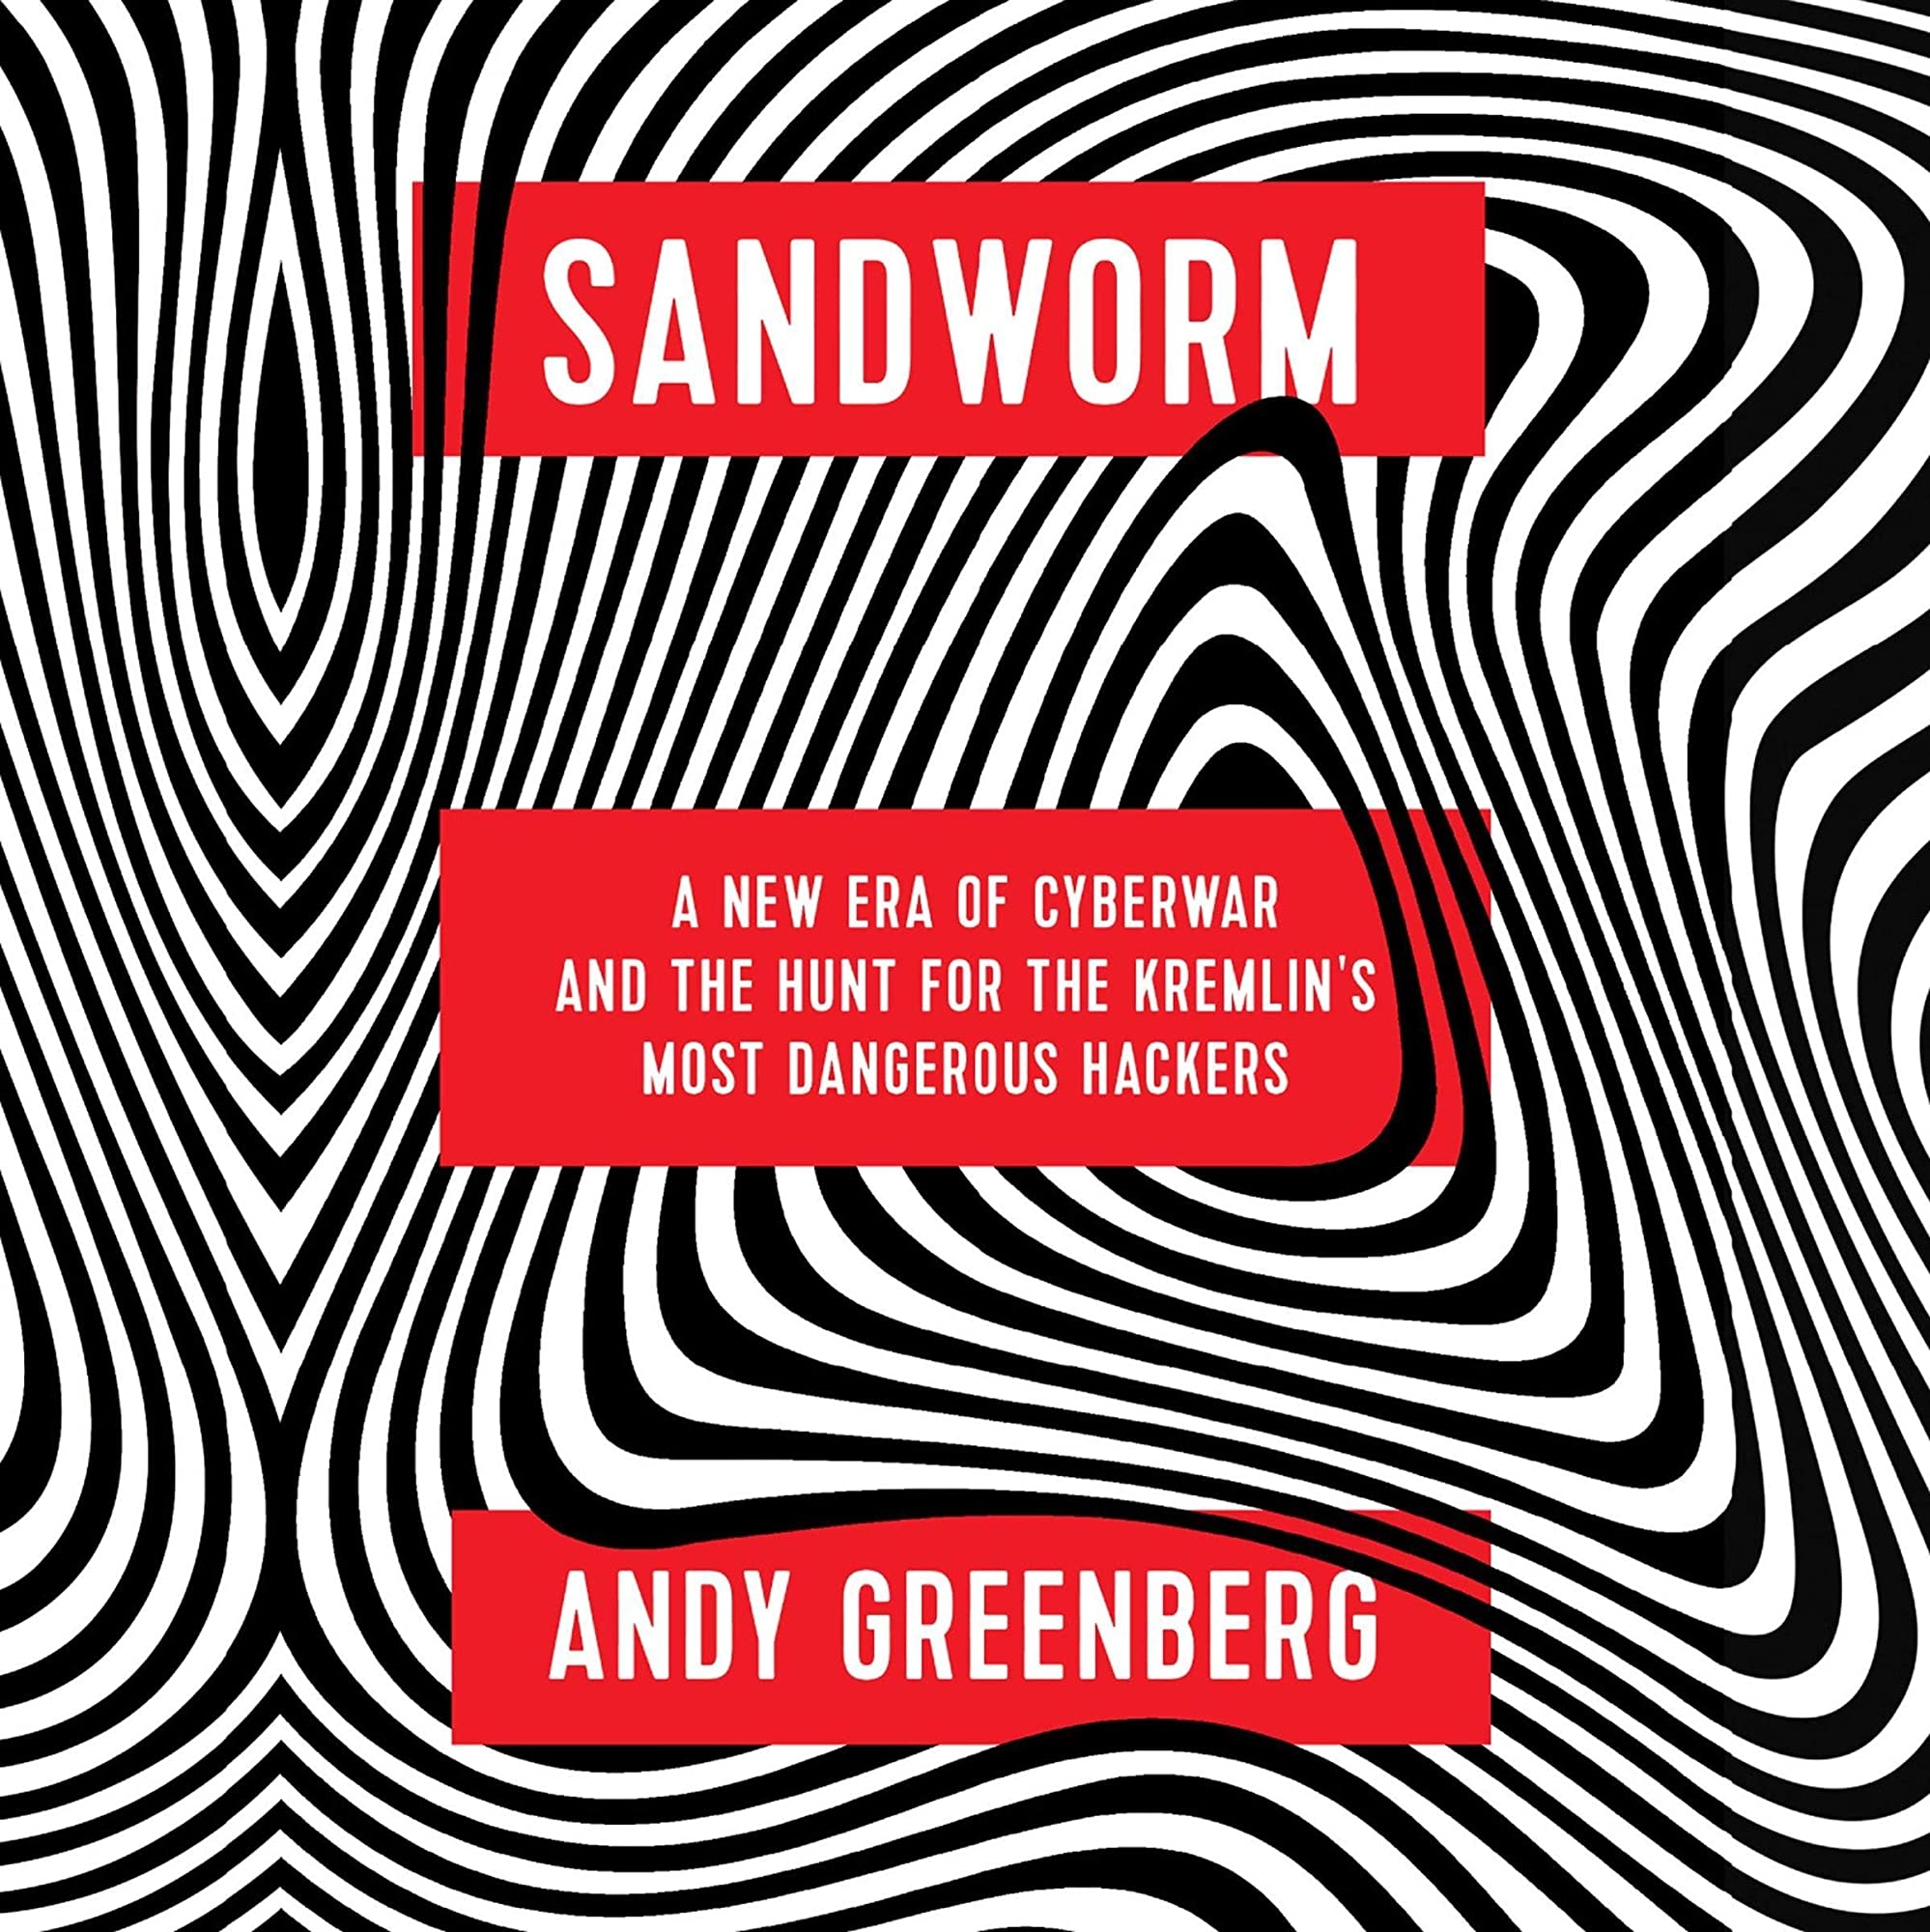 SANDWORM
A NEW ERA OF CYBERWAR
AND THE HUNT FOR THE KREMLIN'S
MOST DANGEROUS HACKERS
ANDY GREENBERG